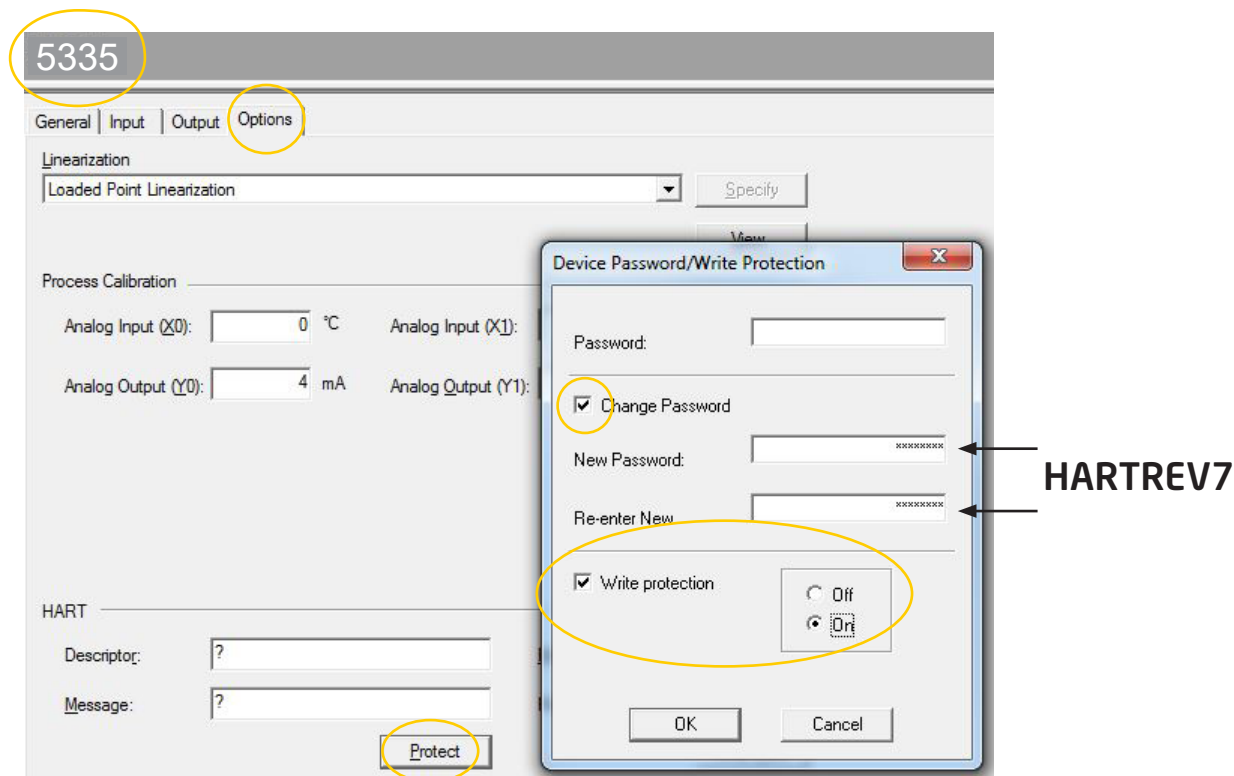 5335
General Input Output Options
Linearization
Loaded Point Linearization
Specify
View
Process Calibration
Analog Input (X0): 0 °C Analog Input (X1):
Analog Output (Y0): 4 mA Analog Output (Y1):
HART
Descriptor: ?
Message: ?
Protect
Device Password/Write Protection
Password:
Change Password
New Password: ********
Re-enter New ********
Write protection
Off
On
OK Cancel
HARTREV7